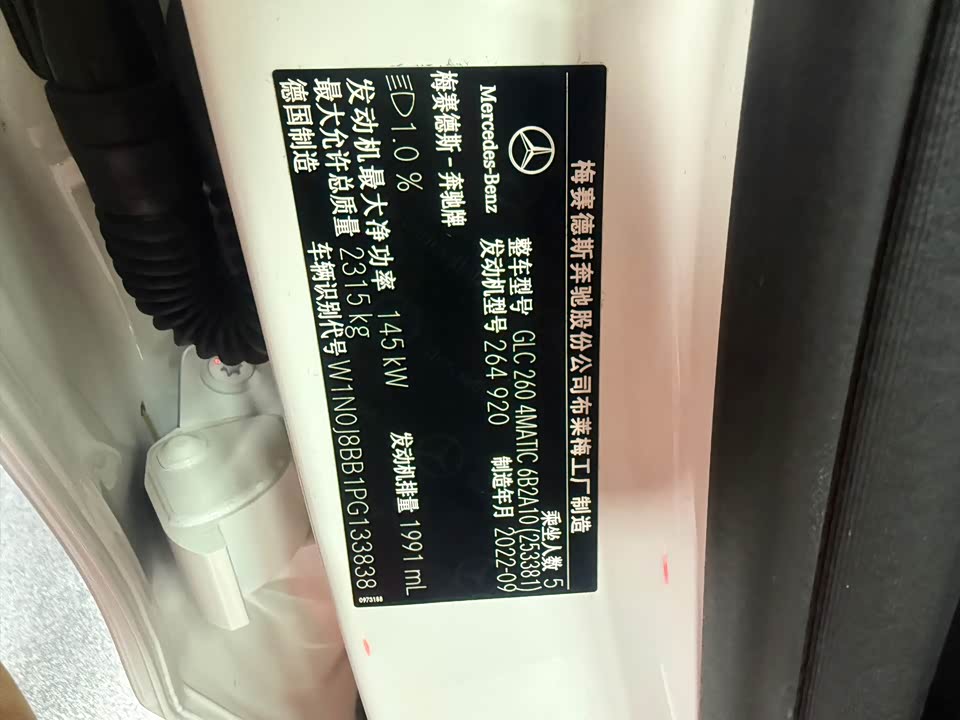 梅赛德斯奔驰股份公司布莱梅工厂制造
乘坐人数 5
Mercedes-Benz
整车型号 GLC 260 4MATIC 6B2A10(253381)
发动机型号 264 920 制造年月 2022-09
梅赛德斯-奔驰牌
1.0 %
发动机最大净功率 145 kW 发动机排量 1991 mL
最大允许总质量 2315 kg
德国制造 车辆识别代号 W1N0J8BB1PG133838
0973158